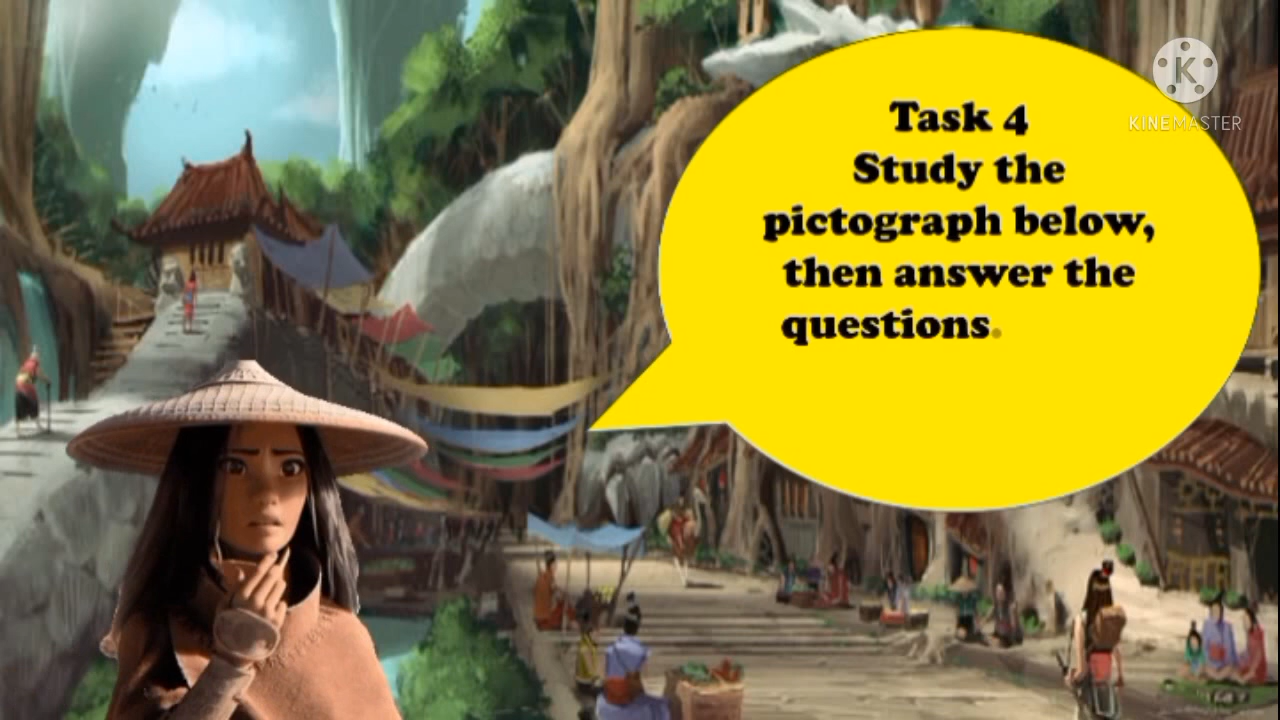 Task 4
Study the
pictograph below,
then answer the
questions.
K
KINEMASTER